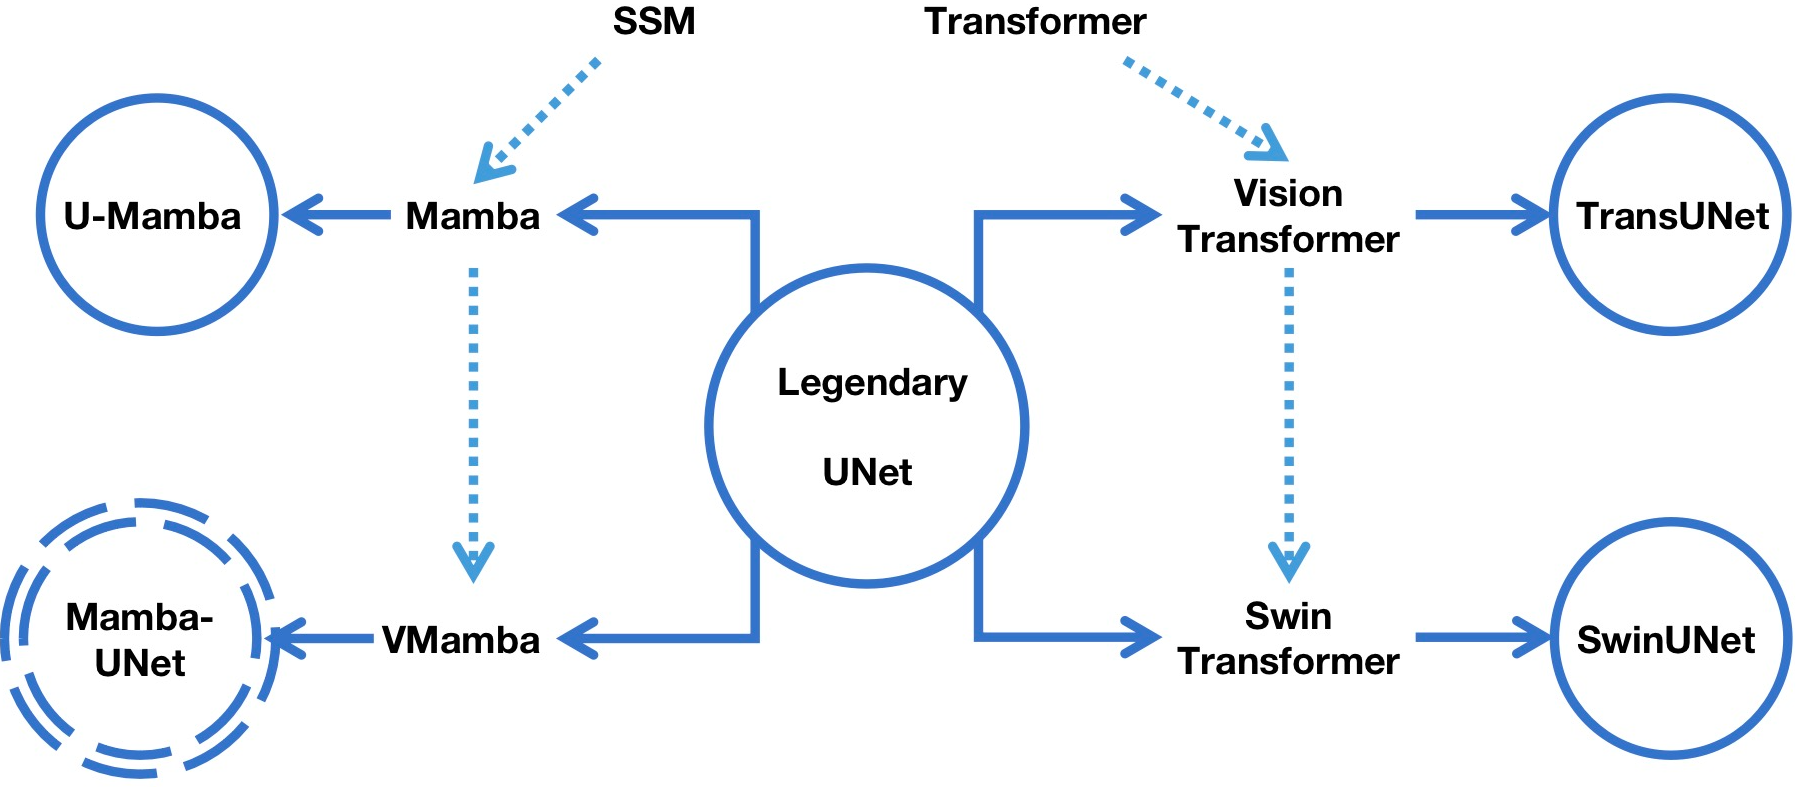 SSM
Transformer
U-Mamba
Mamba
Vision
Transformer
TransUNet
Legendary
UNet
Mamba-
UNet
VMamba
Swin
Transformer
SwinUNet